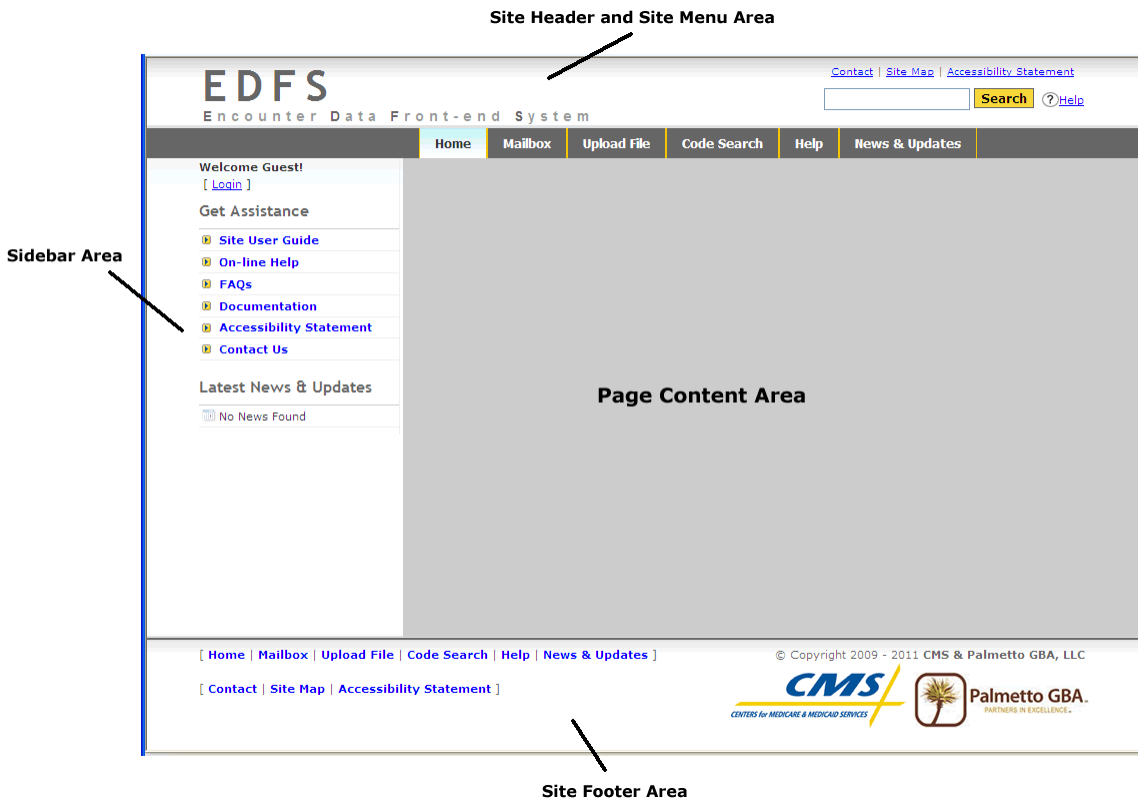 Site Header and Site Menu Area
EDFS
Encounter Data Front-end System
Contact | Site Map | Accessibility Statement
Search ? Help
Home Mailbox Upload File Code Search Help News & Updates
Welcome Guest!
[ Login ]
Get Assistance
Site User Guide
On-line Help
FAQs
Documentation
Accessibility Statement
Contact Us
Latest News & Updates
No News Found
Sidebar Area
Page Content Area
[ Home | Mailbox | Upload File | Code Search | Help | News & Updates ]
© Copyright 2009 - 2011 CMS & Palmetto GBA, LLC
[ Contact | Site Map | Accessibility Statement ]
CMS
CENTERS for MEDICARE & MEDICAID SERVICES
Palmetto GBA.
PARTNERS IN EXCELLENCE.
Site Footer Area